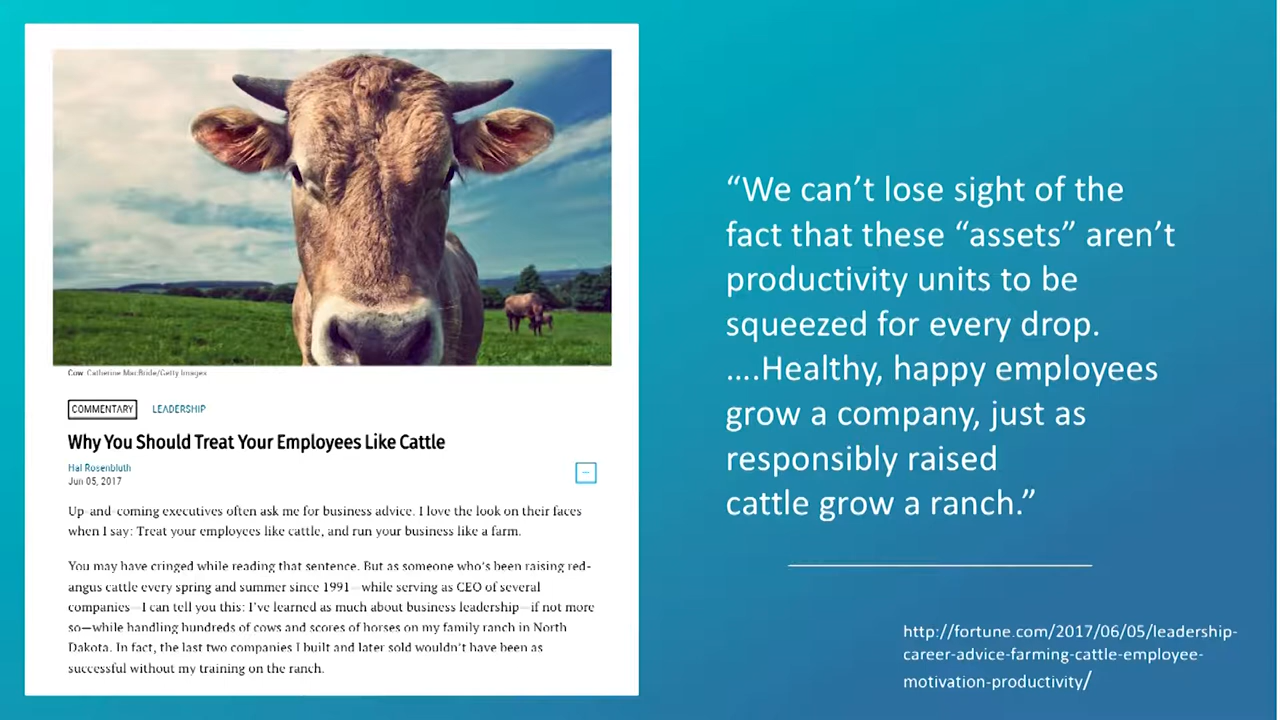 Cow Catherine MacBride/Getty Images
COMMENTARY LEADERSHIP
Why You Should Treat Your Employees Like Cattle
Hal Rosenbluth
Jun 05, 2017
Up-and-coming executives often ask me for business advice. I love the look on their faces
when I say: Treat your employees like cattle, and run your business like a farm.
You may have cringed while reading that sentence. But as someone who’s been raising red-
angus cattle every spring and summer since 1991—while serving as CEO of several
companies—I can tell you this: I’ve learned as much about business leadership—if not more
so—while handling hundreds of cows and scores of horses on my family ranch in North
Dakota. In fact, the last two companies I built and later sold wouldn’t have been as
successful without my training on the ranch.
“We can’t lose sight of the
fact that these “assets” aren’t
productivity units to be
squeezed for every drop.
....Healthy, happy employees
grow a company, just as
responsibly raised
cattle grow a ranch.”
http://fortune.com/2017/06/05/leadership-
career-advice-farming-cattle-employee-
motivation-productivity/